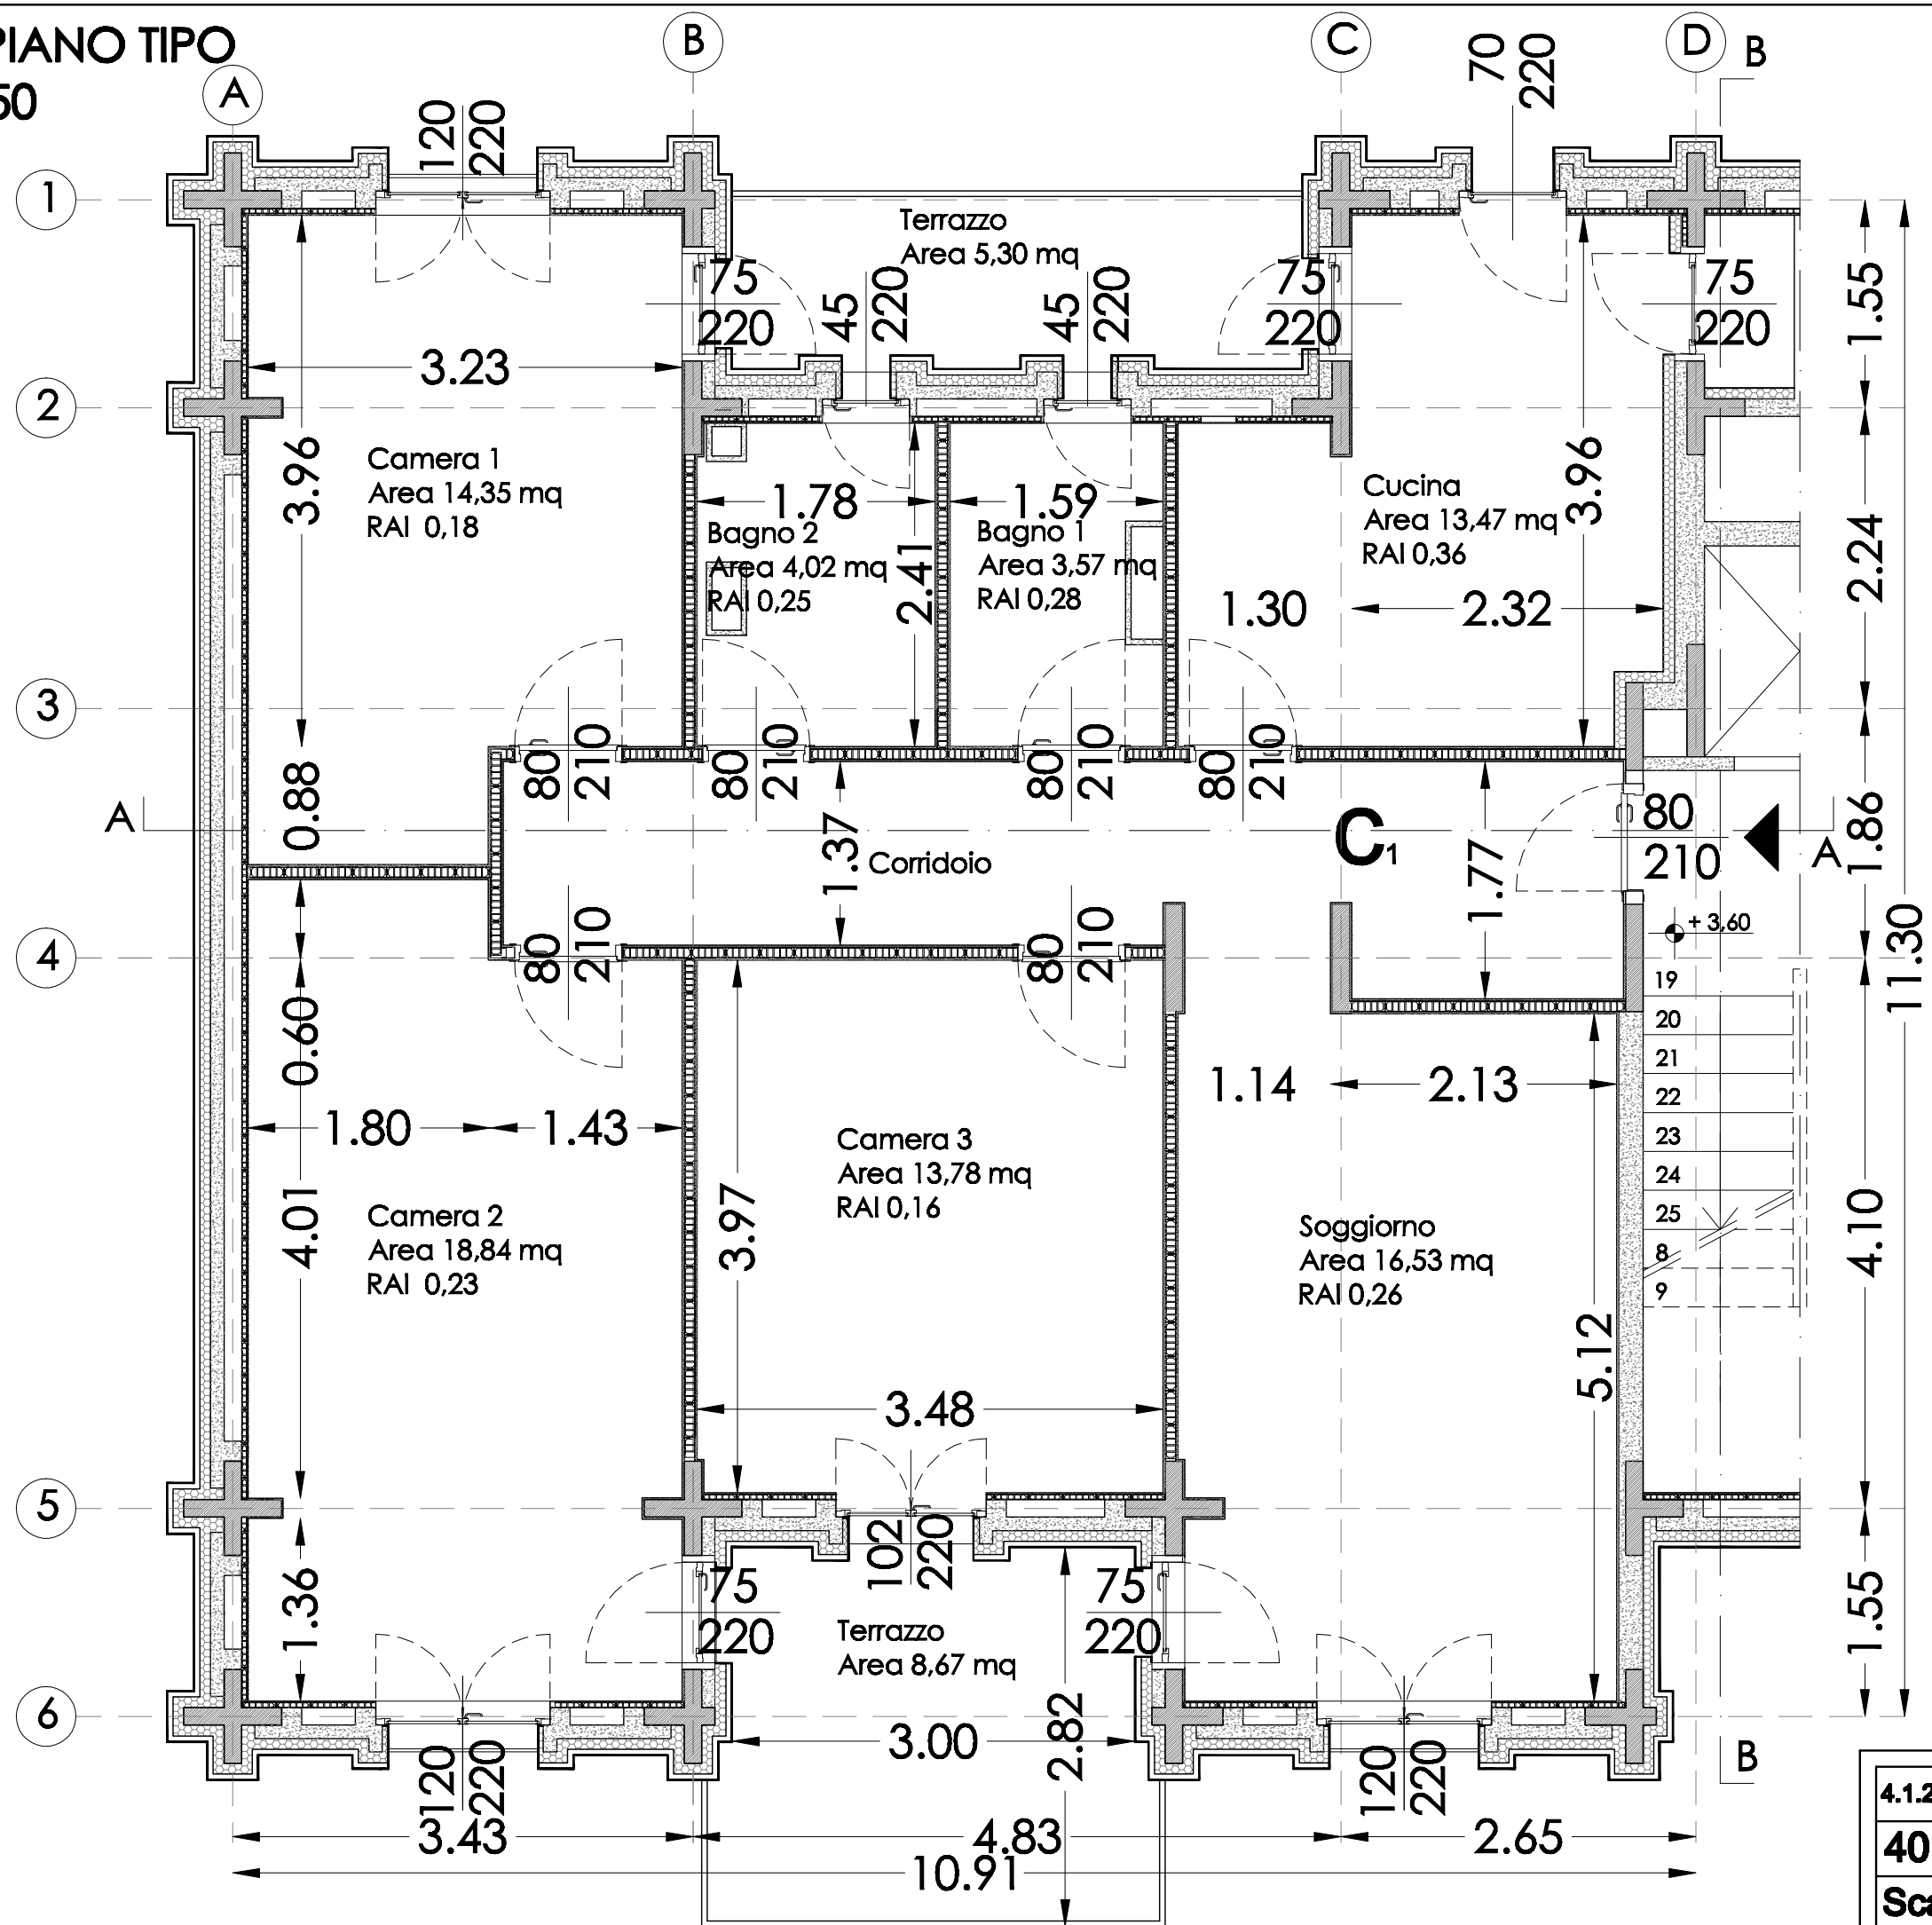 PIANO TIPO
50
A
B
C
D
B
120
220
70
220
1
2
3
4
5
6
Terrazzo
Area 5,30 mq
75
220
45
220
45
220
75
220
75
220
1.55
3.23
3.96
Camera 1
Area 14,35 mq
RAI 0,18
1.78
Bagno 2
Area 4,02 mq
RAI 0,25
2.41
1.59
Bagno 1
Area 3,57 mq
RAI 0,28
Cucina
Area 13,47 mq
RAI 0,36
3.96
1.30
2.32
2.24
0.88
80
210
80
210
80
210
80
210
A
1.37
Corridoio
C1
1.77
80
210
A
1.86
11.30
+ 3,60
80
210
80
210
0.60
19
20
21
22
23
24
25
8
9
1.80
1.43
1.14
2.13
4.01
Camera 2
Area 18,84 mq
RAI 0,23
Camera 3
Area 13,78 mq
RAI 0,16
3.97
Soggiorno
Area 16,53 mq
RAI 0,26
4.10
5.12
3.48
1.36
102
220
75
220
75
220
Terrazzo
Area 8,67 mq
1.55
3.00
2.82
120
220
120
220
B
3.43
4.83
2.65
10.91
4.1.2
40
Sca